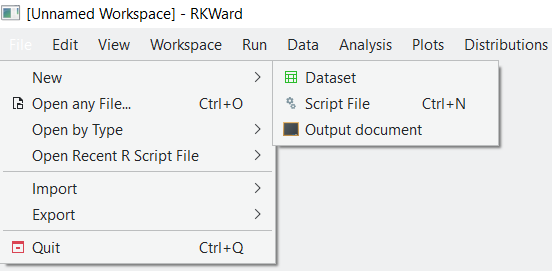 [Unnamed Workspace] - RKWard
File Edit View Workspace Run Data Analysis Plots Distributions
New
Open any File... Ctrl+O
Open by Type
Open Recent R Script File
Import
Export
Quit Ctrl+Q
Dataset
Script File Ctrl+N
Output document